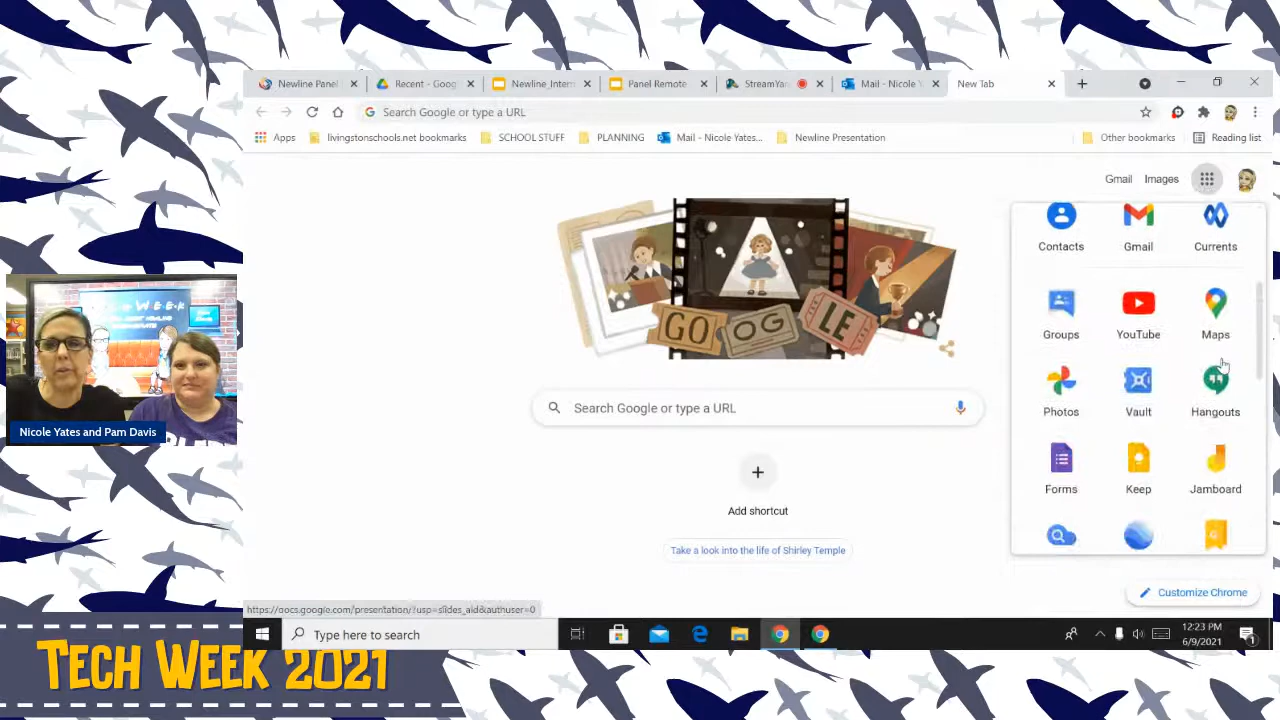 Newline Panel
Recent - Goog
Newline_Intern
Panel Remote
StreamYar
Mail - Nicole Y
New Tab
Search Google or type a URL
Apps
livingstonschools.net bookmarks
SCHOOL STUFF
PLANNING
Mail - Nicole Yates...
Newline Presentation
Other bookmarks
Reading list
Gmail
Images
Contacts
Gmail
Currents
GO OG LE
Groups
YouTube
Maps
Photos
Vault
Hangouts
Search Google or type a URL
Forms
Keep
Jamboard
Add shortcut
Take a look into the life of Shirley Temple
Customize Chrome
Nicole Yates and Pam Davis
https://docs.google.com/presentation/?usp=slides_ald&authuser=0
Type here to search
12:23 PM
6/9/2021
TECH WEEK 2021